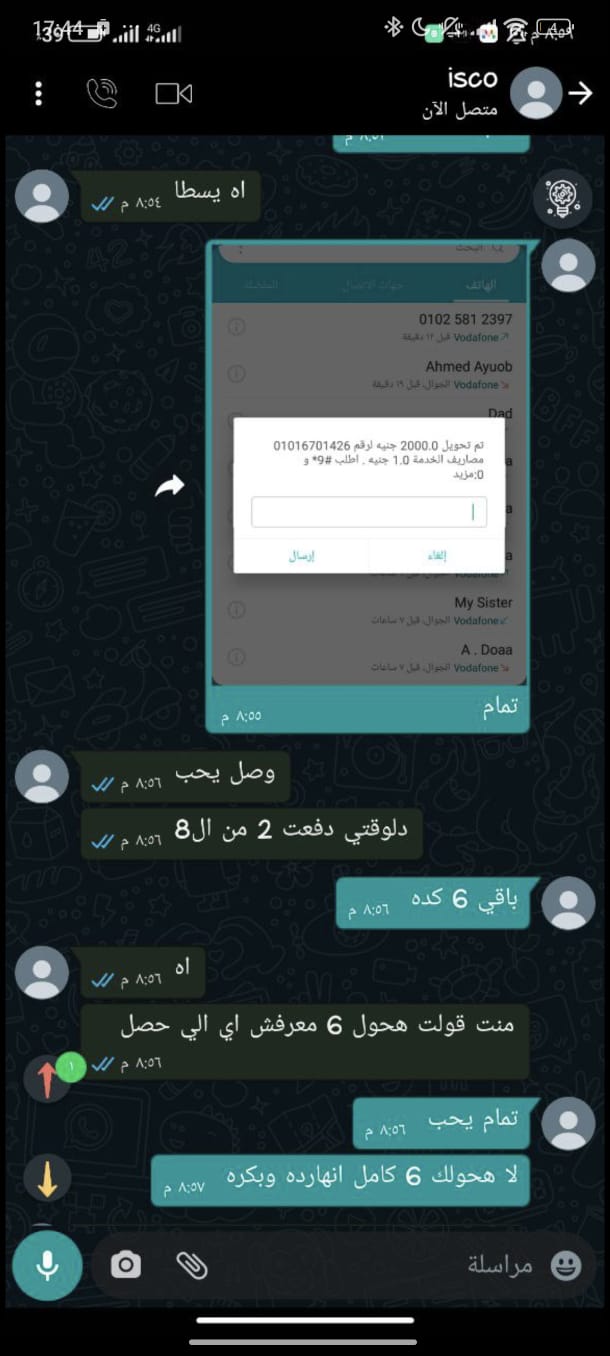 17:44
4G
isco
متصل الآن
اه يسطا
٨:٥٤ م
البحث
الهاتف
جهات الاتصال
المفضلة
0102 581 2397
Vodafone قبل ١٢ دقيقة
Ahmed Ayuob
Vodafone الجوال، قبل ١٩ دقيقة
Dad
تم تحويل 2000.0 جنيه لرقم 01016701426
مصاريف الخدمة 1.0 جنيه . اطلب #9* و
0:مزيد
إلغاء
إرسال
My Sister
Vodafone الجوال، قبل ٧ ساعات
A . Doaa
Vodafone الجوال، قبل ٧ ساعات
تمام
٨:٥٥ م
وصل يحب
٨:٥٦ م
دلوقتي دفعت 2 من ال8
٨:٥٦ م
باقي 6 كده
٨:٥٦ م
اه
٨:٥٦ م
منت قولت هحول 6 معرفش اي الي حصل
٨:٥٦ م
١
تمام يحب
٨:٥٦ م
لا هحولك 6 كامل انهارده وبكره
٨:٥٧ م
مراسلة